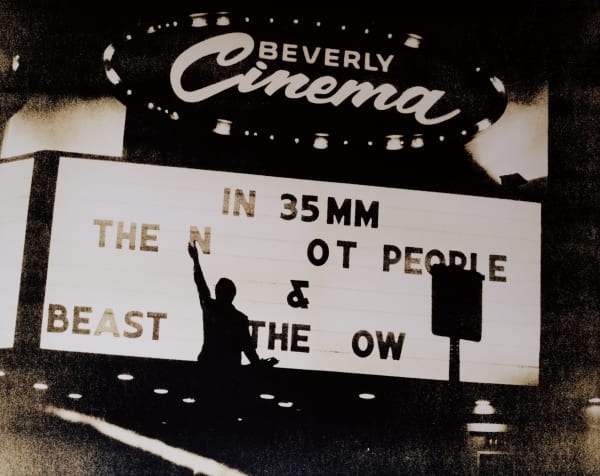 BEVERLY
Cinema
IN 35MM
THE N OT PEOPLE
&
BEAST THE OW